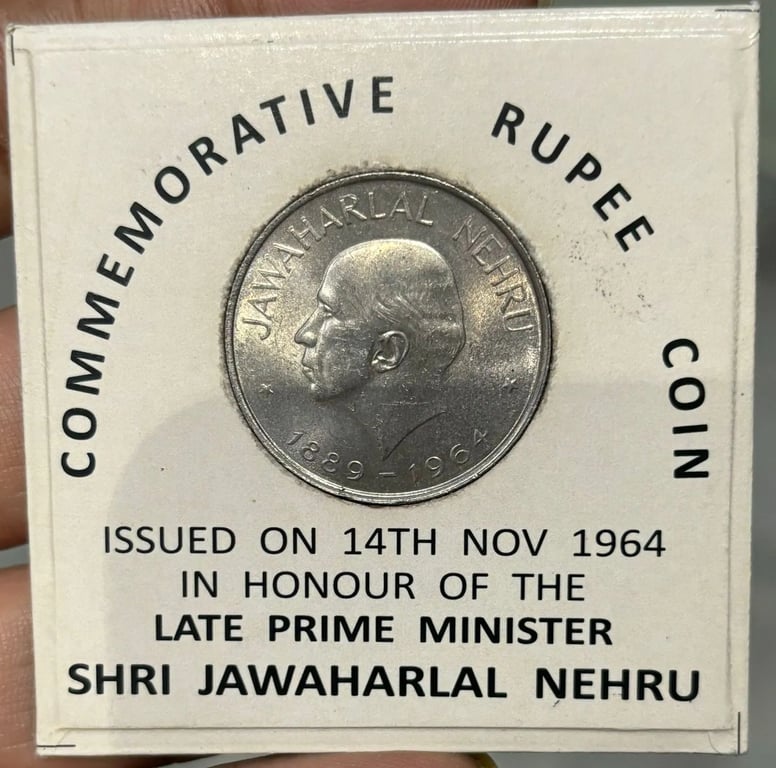 COMMEMORATIVE RUPEE COIN
JAWAHARLAL NEHRU
1889 - 1964
ISSUED ON 14TH NOV 1964
IN HONOUR OF THE
LATE PRIME MINISTER
SHRI JAWAHARLAL NEHRU